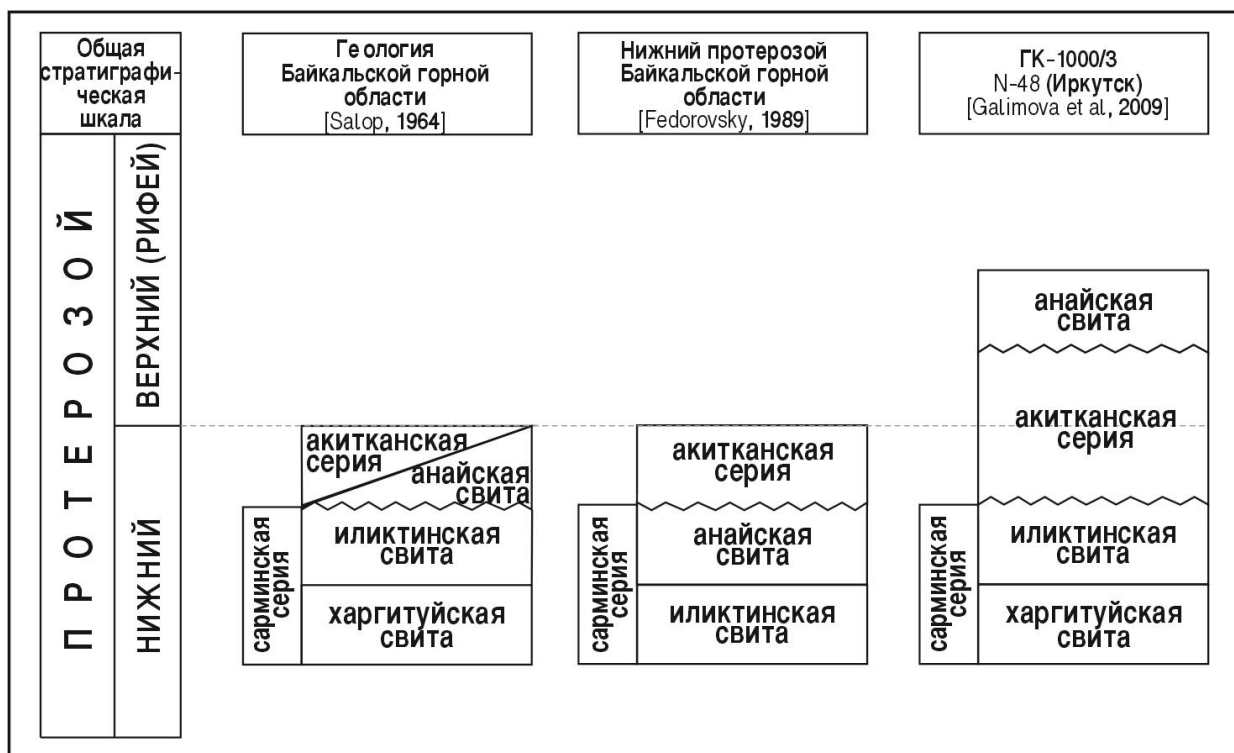 Общая
стратиграфи-
ческая
шкала
Геология
Байкальской горной
области
[Salop, 1964]
Нижний протерозой
Байкальской горной
области
[Fedorovsky, 1989]
ГК-1000/3
N-48 (Иркутск)
[Galimova et al, 2009]
ПРОТЕРОЗОЙ
ВЕРХНИЙ (РИФЕЙ)
НИЖНИЙ
акитканская
серия
анайская
свита
сарминская
серия
иликтинская
свита
харгитуйская
свита
акитканская
серия
сарминская
серия
анайская
свита
иликтинская
свита
анайская
свита
акитканская
серия
сарминская
серия
иликтинская
свита
харгитуйская
свита